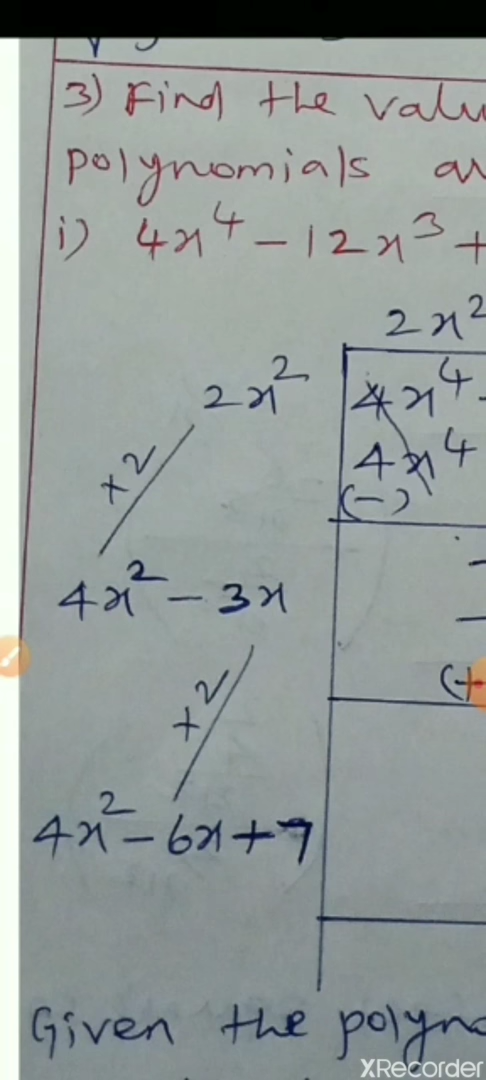 3) Find the valu
polynomials
i) 4x⁴ - 12x³ +
2x²
2x² 4x⁴ -
×2 4x⁴
(-)
4x² - 3x
×2 (+
4x² - 6x + 7
Given the polyn
XRecorder